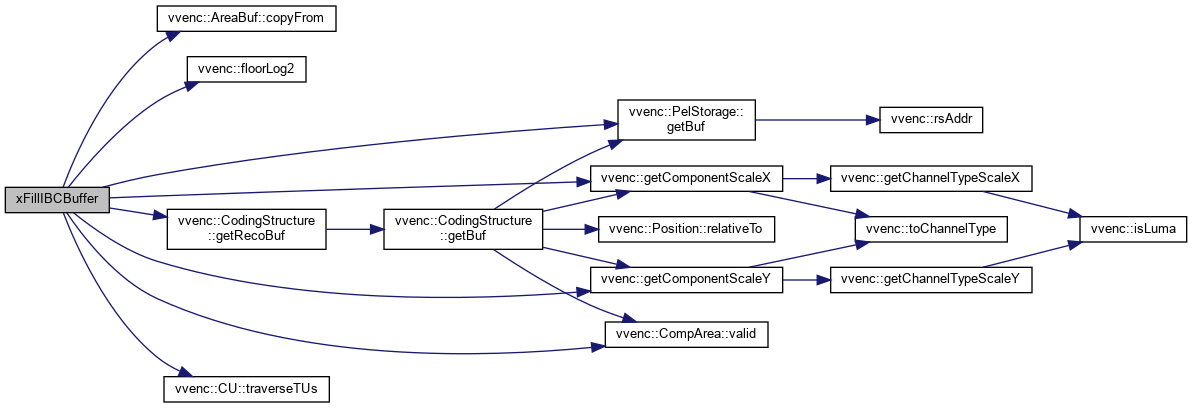 vvenc::AreaBuf::copyFrom
vvenc::floorLog2
vvenc::PelStorage::
getBuf
vvenc::rsAddr
vvenc::getComponentScaleX
vvenc::getChannelTypeScaleX
xFillIBCBuffer
vvenc::CodingStructure
::getRecoBuf
vvenc::CodingStructure
::getBuf
vvenc::Position::relativeTo
vvenc::toChannelType
vvenc::isLuma
vvenc::getComponentScaleY
vvenc::getChannelTypeScaleY
vvenc::CompArea::valid
vvenc::CU::traverseTUs